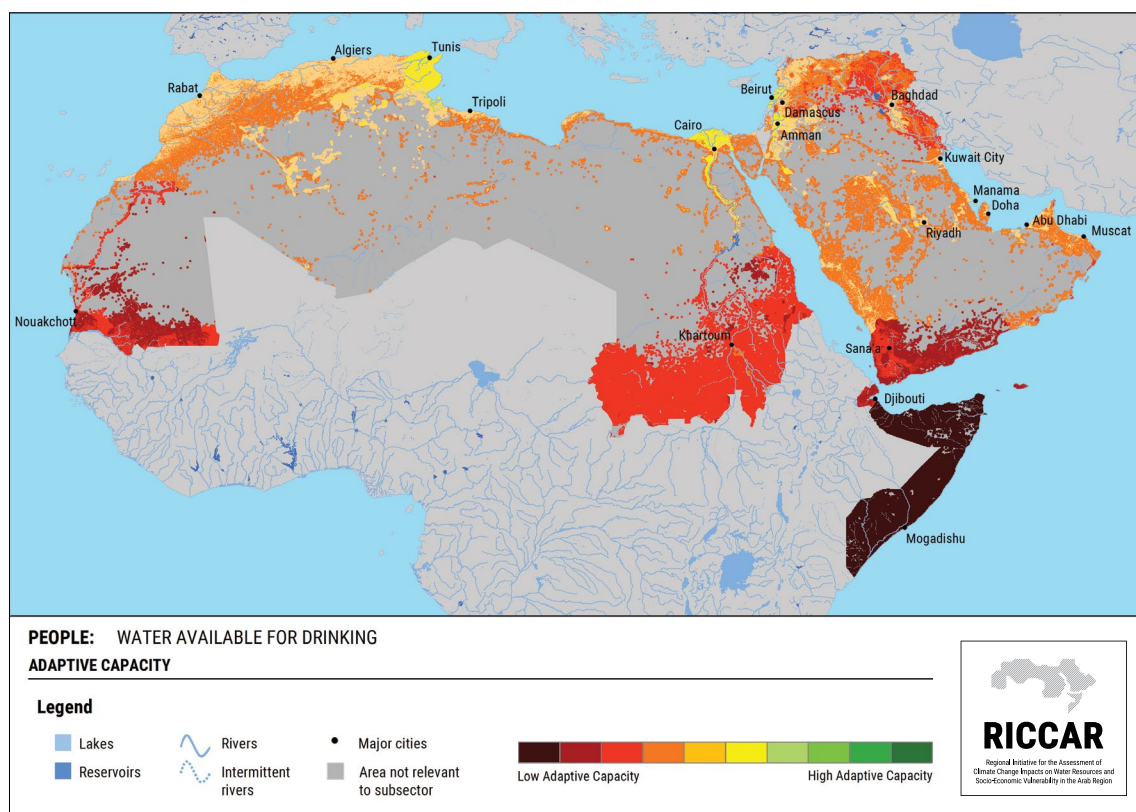 Algiers
Tunis
Rabat
Tripoli
Beirut
Damascus
Baghdad
Cairo
Amman
Kuwait City
Manama
Doha
Abu Dhabi
Riyadh
Muscat
Nouakchott
Khartoum
Sana'a
Djibouti
Mogadishu
PEOPLE: WATER AVAILABLE FOR DRINKING
ADAPTIVE CAPACITY
Legend
Lakes
Rivers
Major cities
Reservoirs
Intermittent
rivers
Area not relevant
to subsector
Low Adaptive Capacity
High Adaptive Capacity
RICCAR
Regional Initiative for the Assessment of
Climate Change Impacts on Water Resources and
Socio-Economic Vulnerability in the Arab Region